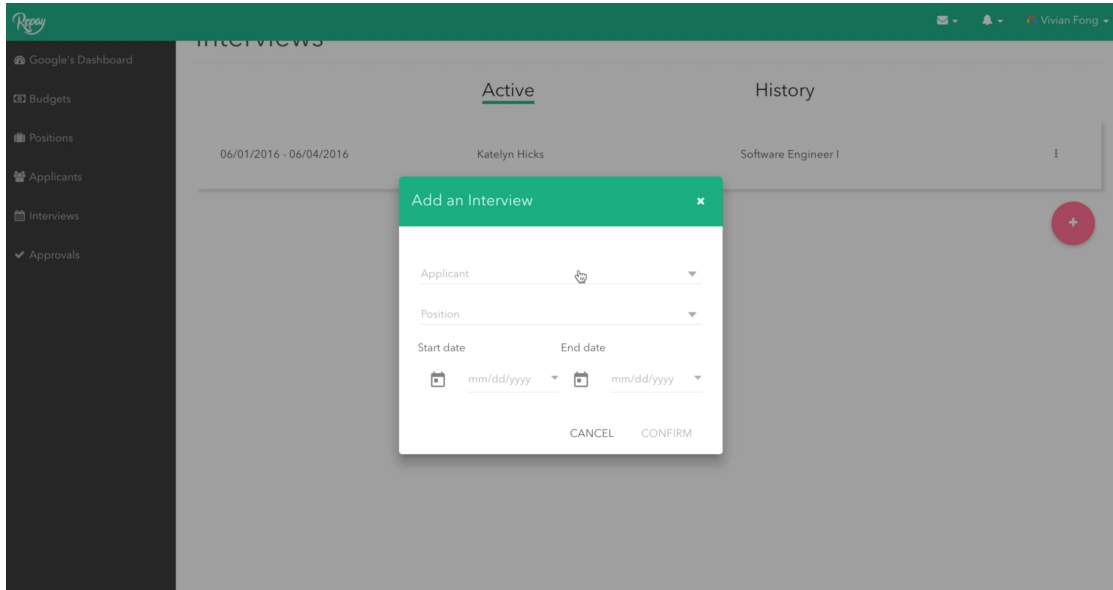 Repay
Vivian Fong
Interviews
Google's Dashboard
Budgets
Positions
Applicants
Interviews
Approvals
Active History
06/01/2016 - 06/04/2016 Katelyn Hicks Software Engineer I
Add an Interview
Applicant
Position
Start date End date
mm/dd/yyyy mm/dd/yyyy
CANCEL CONFIRM